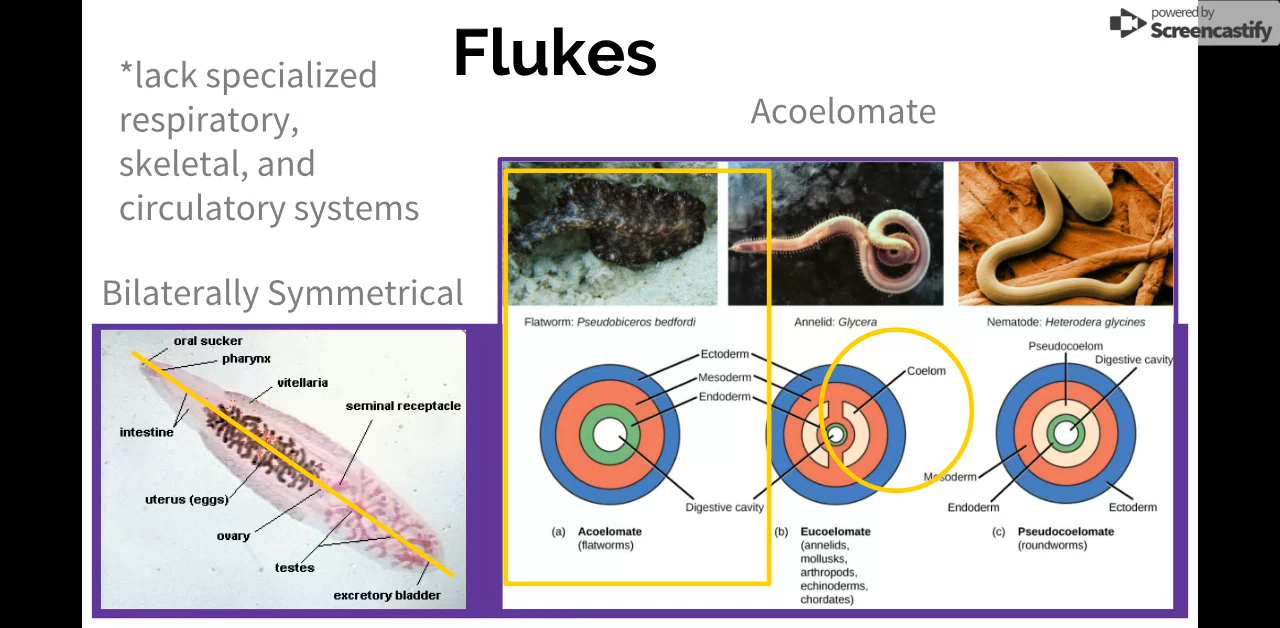 powered by
Screencastify
Flukes
*lack specialized
respiratory,
skeletal, and
circulatory systems
Acoelomate
Bilaterally Symmetrical
oral sucker
pharynx
vitellaria
seminal receptacle
intestine
uterus (eggs)
ovary
testes
excretory bladder
Flatworm: Pseudobiceros bedfordi
Annelid: Glycera
Nematode: Heterodera glycines
Ectoderm
Mesoderm
Endoderm
Digestive cavity
Coelom
Pseudocoelom
Digestive cavity
Mesoderm
Endoderm
Ectoderm
(a) Acoelomate
(flatworms)
(b) Eucoelomate
(annelids,
mollusks,
arthropods,
echinoderms,
chordates)
(c) Pseudocoelomate
(roundworms)